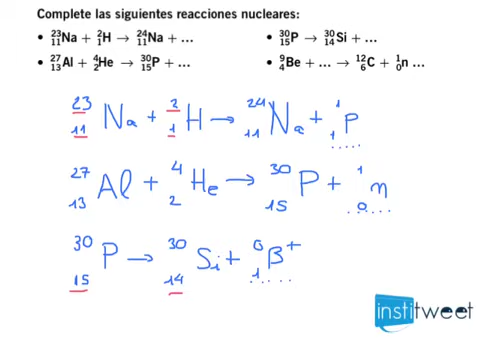 Complete las siguientes reacciones nucleares:
• ²³₁₁Na + ²₁H → ²⁴₁₁Na + ...
• ³⁰₁₅P → ³⁰₁₄Si + ...
• ²⁷₁₃Al + ⁴₂He → ³⁰₁₅P + ...
• ⁹₄Be + ... → ¹²₆C + ¹₀n ...
²³₁₁Na + ²₁H → ²⁴₁₁Na + ¹₁P
²⁷₁₃Al + ⁴₂He → ³⁰₁₅P + ¹₀n
³⁰₁₅P → ³⁰₁₄Si + ⁰₁β⁺
institweet